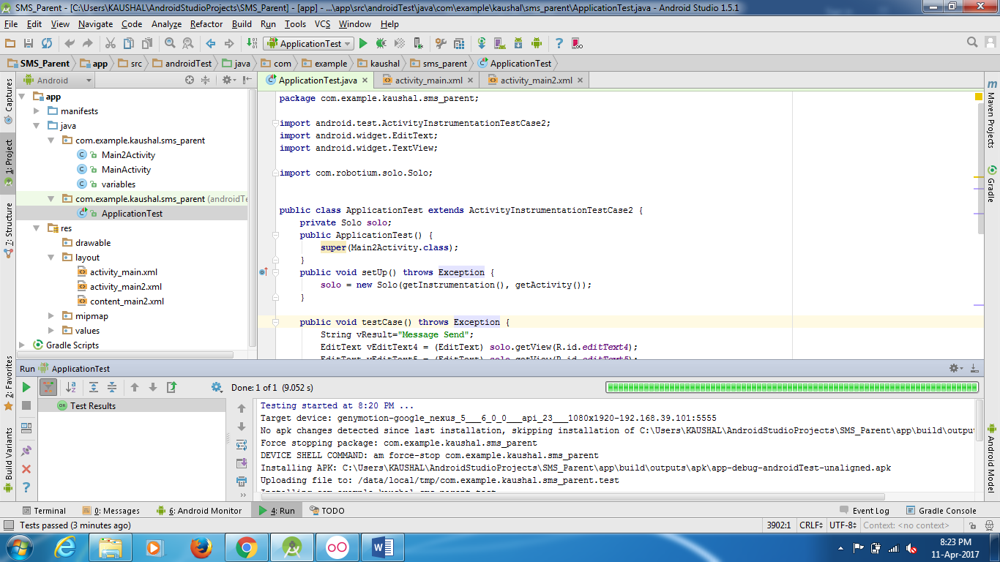 SMS_Parent - [C:\Users\KAUSHAL\AndroidStudioProjects\SMS_Parent] - [app] - ...\app\src\androidTest\java\com\example\kaushal\sms_parent\ApplicationTest.java - Android Studio 1.5.1
File Edit View Navigate Code Analyze Refactor Build Run Tools VCS Window Help
ApplicationTest
SMS_Parent app src androidTest java com example kaushal sms_parent ApplicationTest
Captures
1: Project
7: Structure
2: Favorites
Build Variants
Android
app
manifests
java
com.example.kaushal.sms_parent
Main2Activity
MainActivity
variables
com.example.kaushal.sms_parent (androidTe
ApplicationTest
res
drawable
layout
activity_main.xml
activity_main2.xml
content_main2.xml
mipmap
values
Gradle Scripts
ApplicationTest.java activity_main.xml activity_main2.xml
package com.example.kaushal.sms_parent;
import android.test.ActivityInstrumentationTestCase2;
import android.widget.EditText;
import android.widget.TextView;
import com.robotium.solo.Solo;
public class ApplicationTest extends ActivityInstrumentationTestCase2 {
private Solo solo;
public ApplicationTest() {
super(Main2Activity.class);
}
public void setUp() throws Exception {
solo = new Solo(getInstrumentation(), getActivity());
}
public void testCase() throws Exception {
String vResult="Message Send";
EditText vEditText4 = (EditText) solo.getView(R.id.editText4);
EditText vEditText5 = (EditText) solo.getView(R.id.editText5);
Maven Projects
Gradle
Android Model
Run ApplicationTest
Done: 1 of 1 (9.052 s)
OK Test Results
Testing started at 8:20 PM ...
Target device: genymotion-google_nexus_5___6_0_0___api_23___1080x1920-192.168.39.101:5555
No apk changes detected since last installation, skipping installation of C:\Users\KAUSHAL\AndroidStudioProjects\SMS_Parent\app\build\outpu
Force stopping package: com.example.kaushal.sms_parent
DEVICE SHELL COMMAND: am force-stop com.example.kaushal.sms_parent
Installing APK: C:\Users\KAUSHAL\AndroidStudioProjects\SMS_Parent\app\build\outputs\apk\app-debug-androidTest-unaligned.apk
Uploading file to: /data/local/tmp/com.example.kaushal.sms_parent.test
Terminal 0: Messages 6: Android Monitor 4: Run TODO Event Log Gradle Console
Tests passed (3 minutes ago) 3902:1 CRLF UTF-8 Context: <no context>
8:23 PM
11-Apr-2017